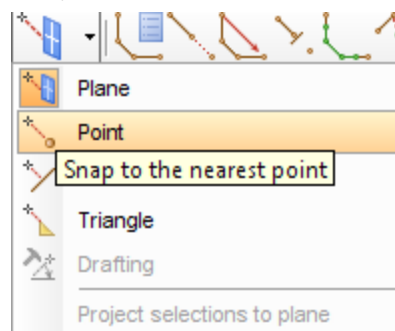 Plane
Point
Snap to the nearest point
Triangle
Drafting
Project selections to plane